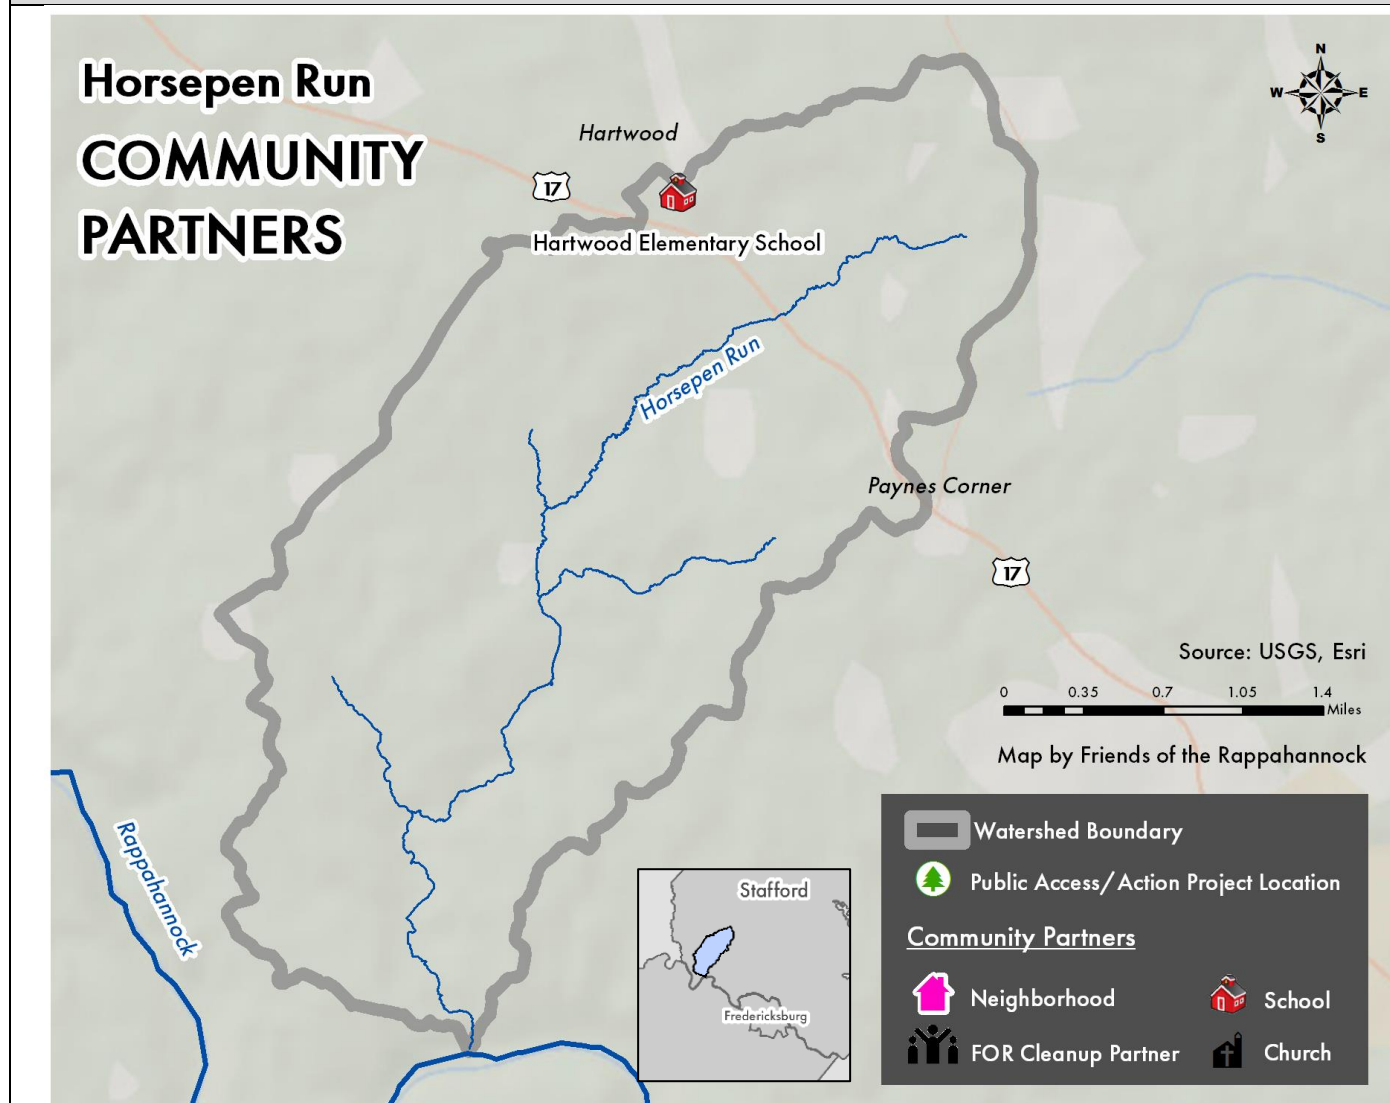 Horsepen Run
COMMUNITY
PARTNERS
N
W
E
S
Hartwood
17
Hartwood Elementary School
Horsepen Run
Paynes Corner
17
Source: USGS, Esri
0 0.35 0.7 1.05 1.4
Miles
Map by Friends of the Rappahannock
Rappahannock
Stafford
Fredericksburg
Watershed Boundary
Public Access/Action Project Location
Community Partners
Neighborhood
School
FOR Cleanup Partner
Church